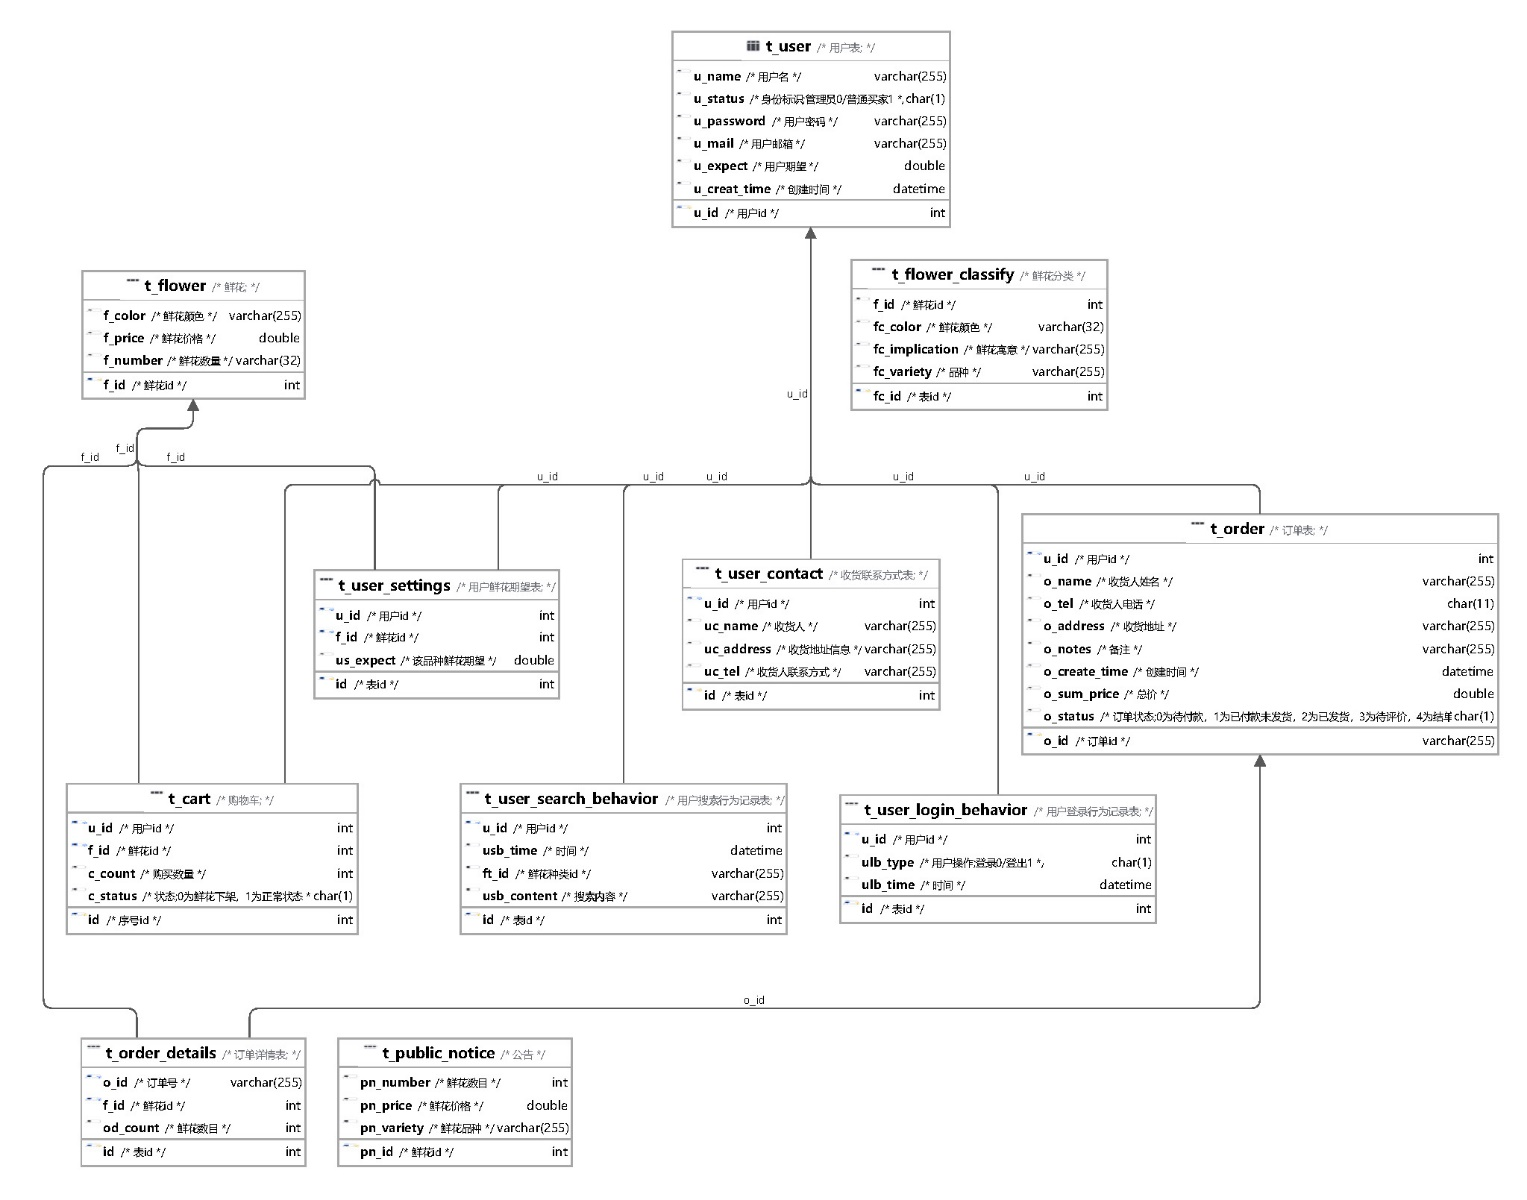 t_user /* 用户表; */
u_name /* 用户名 */ varchar(255)
u_status /* 身份标识;管理员0/普通买家1 *, char(1)
u_password /* 用户密码 */ varchar(255)
u_mail /* 用户邮箱 */ varchar(255)
u_expect /* 用户期望 */ double
u_creat_time /* 创建时间 */ datetime
u_id /* 用户id */ int
t_flower /* 鲜花; */
f_color /* 鲜花颜色 */ varchar(255)
f_price /* 鲜花价格 */ double
f_number /* 鲜花数量 */ varchar(32)
f_id /* 鲜花id */ int
t_flower_classify /* 鲜花分类 */
f_id /* 鲜花id */ int
fc_color /* 鲜花颜色 */ varchar(32)
fc_implication /* 鲜花寓意 */ varchar(255)
fc_variety /* 品种 */ varchar(255)
fc_id /* 表id */ int
u_id
f_id
f_id
f_id
u_id
u_id
u_id
u_id
u_id
t_user_settings /* 用户鲜花期望表; */
u_id /* 用户id */ int
f_id /* 鲜花id */ int
us_expect /* 该品种鲜花期望 */ double
id /* 表id */ int
t_user_contact /* 收货联系方式表; */
u_id /* 用户id */ int
uc_name /* 收货人 */ varchar(255)
uc_address /* 收货地址信息 */ varchar(255)
uc_tel /* 收货人联系方式 */ varchar(255)
id /* 表id */ int
t_order /* 订单表; */
u_id /* 用户id */ int
o_name /* 收货人姓名 */ varchar(255)
o_tel /* 收货人电话 */ char(11)
o_address /* 收货地址 */ varchar(255)
o_notes /* 备注 */ varchar(255)
o_create_time /* 创建时间 */ datetime
o_sum_price /* 总价 */ double
o_status /* 订单状态;0为待付款，1为已付款未发货，2为已发货，3为待评价，4为结单 char(1)
o_id /* 订单id */ varchar(255)
t_cart /* 购物车; */
u_id /* 用户id */ int
f_id /* 鲜花id */ int
c_count /* 购买数量 */ int
c_status /* 状态;0为鲜花下架，1为正常状态 * char(1)
id /* 序号id */ int
t_user_search_behavior /* 用户搜索行为记录表; */
u_id /* 用户id */ int
usb_time /* 时间 */ datetime
ft_id /* 鲜花种类id */ varchar(255)
usb_content /* 搜索内容 */ varchar(255)
id /* 表id */ int
t_user_login_behavior /* 用户登录行为记录表; */
u_id /* 用户id */ int
ulb_type /* 用户操作;登录0/登出1 */ char(1)
ulb_time /* 时间 */ datetime
id /* 表id */ int
o_id
t_order_details /* 订单详情表; */
o_id /* 订单号 */ varchar(255)
f_id /* 鲜花id */ int
od_count /* 鲜花数目 */ int
id /* 表id */ int
t_public_notice /* 公告 */
pn_number /* 鲜花数目 */ int
pn_price /* 鲜花价格 */ double
pn_variety /* 鲜花品种 */ varchar(255)
pn_id /* 鲜花id */ int